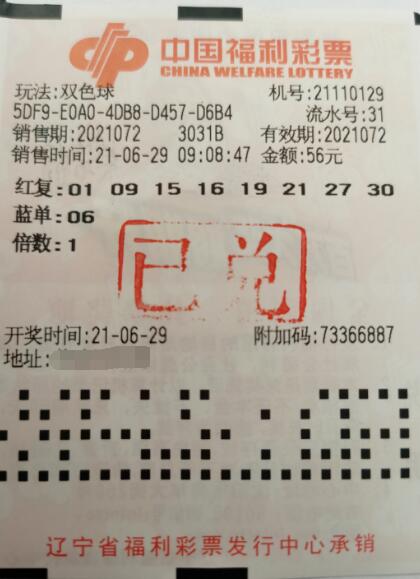 中国福利彩票
CHINA WELFARE LOTTERY
玩法:双色球 机号:21110129
5DF9-E0A0-4DB8-D457-D6B4 流水号:31
销售期:2021072 3031B 有效期:2021072
销售时间:21-06-29 09:08:47 金额:56元
红复:01 09 15 16 19 21 27 30
蓝单:06
倍数:1
已兑
开奖时间:21-06-29 附加码:73366887
地址:
辽宁省福利彩票发行中心承销